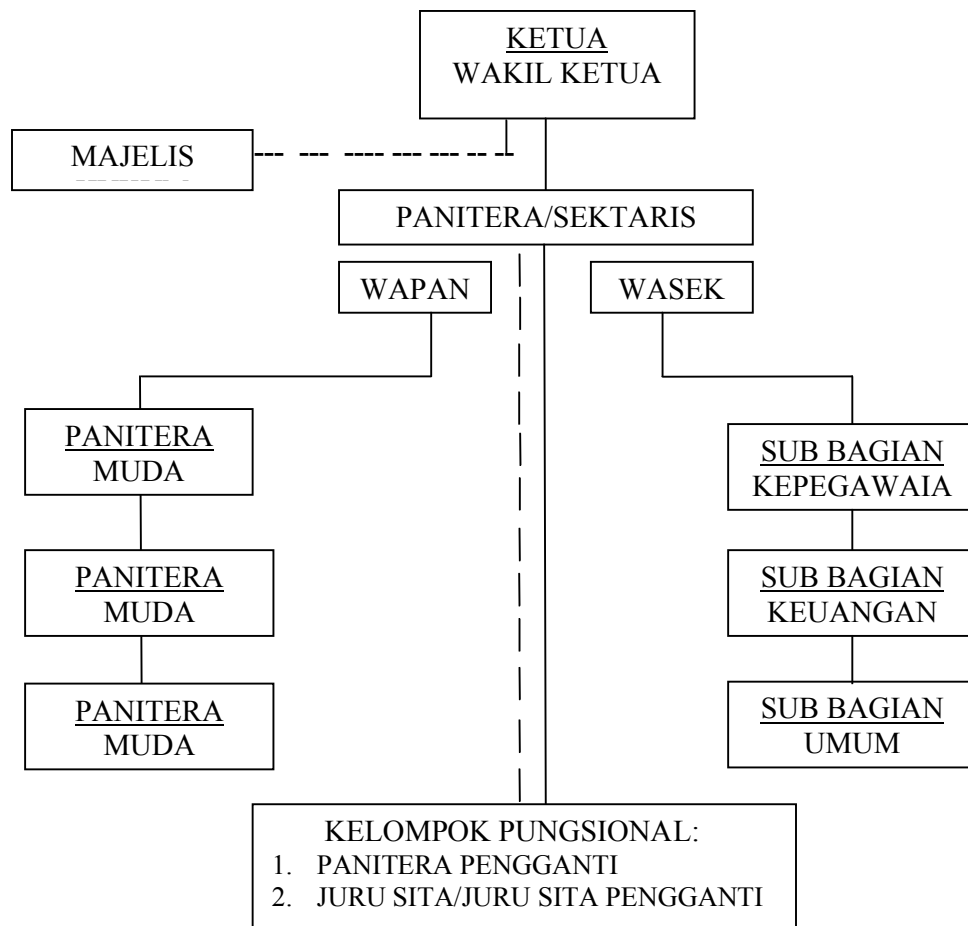 KETUA
WAKIL KETUA
MAJELIS
PANITERA/SEKTARIS
WAPAN
WASEK
PANITERA
MUDA
PANITERA
MUDA
PANITERA
MUDA
SUB BAGIAN
KEPEGAWAIA
SUB BAGIAN
KEUANGAN
SUB BAGIAN
UMUM
KELOMPOK PUNGSIONAL:
1. PANITERA PENGGANTI
2. JURU SITA/JURU SITA PENGGANTI